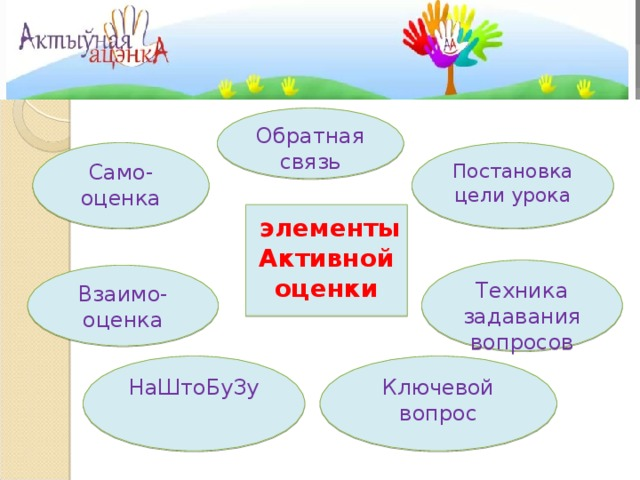 Актыўная
ацэнкА
АА
Обратная
связь
Само-
оценка
Постановка
цели урока
элементы
Активной
оценки
Взаимо-
оценка
Техника
задавания
вопросов
НаШтоБуЗу
Ключевой
вопрос